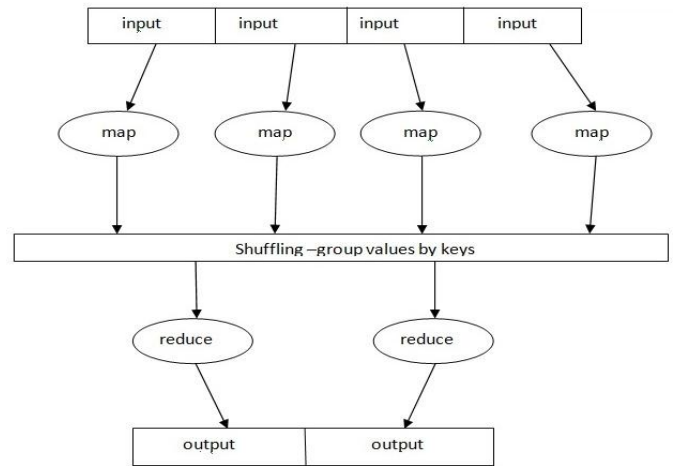 input input input input
map map map map
Shuffling –group values by keys
reduce reduce
output output